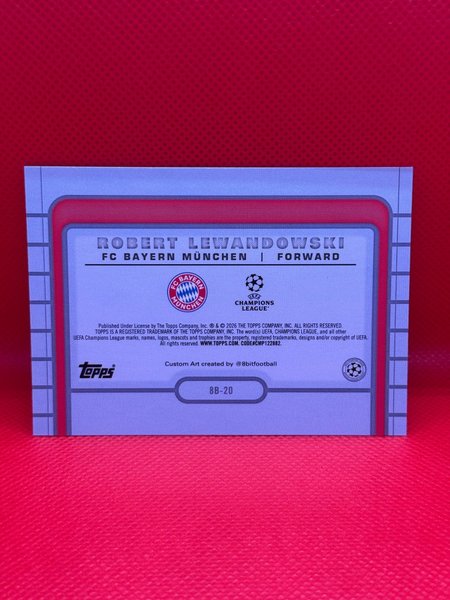 ROBERT LEWANDOWSKI
FC BAYERN MÜNCHEN | FORWARD
FC BAYERN
MÜNCHEN
UEFA
CHAMPIONS
LEAGUE
Published Under License by The Topps Company, Inc. ® & © 2026 THE TOPPS COMPANY, INC. ALL RIGHTS RESERVED.
TOPPS IS A REGISTERED TRADEMARK OF THE TOPPS COMPANY, INC. The word(s) UEFA, CHAMPIONS LEAGUE, and all other
UEFA Champions League marks, names, logos, mascots and trophies are the property, registered trademarks, designs and/or copyright of UEFA.
All rights reserved. WWW.TOPPS.COM. CODE#CMP122882.
Custom Art created by @8bitfootball
Topps
8B-20